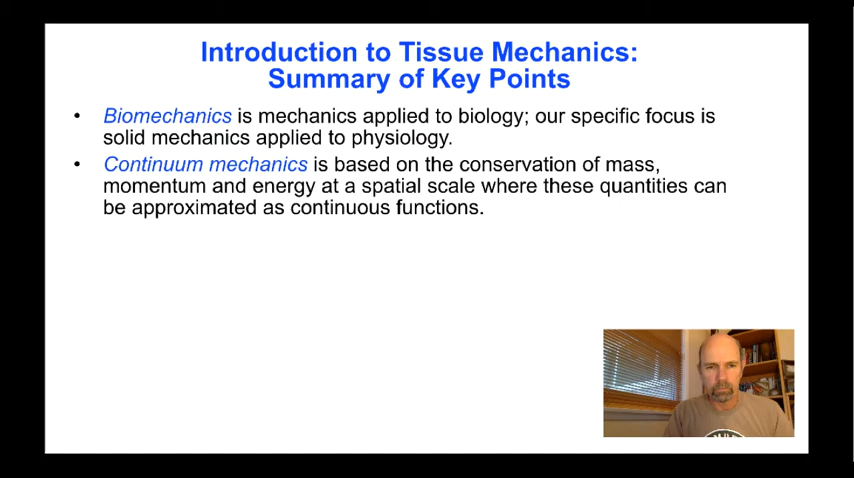 Introduction to Tissue Mechanics:
Summary of Key Points
• Biomechanics is mechanics applied to biology; our specific focus is
solid mechanics applied to physiology.
• Continuum mechanics is based on the conservation of mass,
momentum and energy at a spatial scale where these quantities can
be approximated as continuous functions.